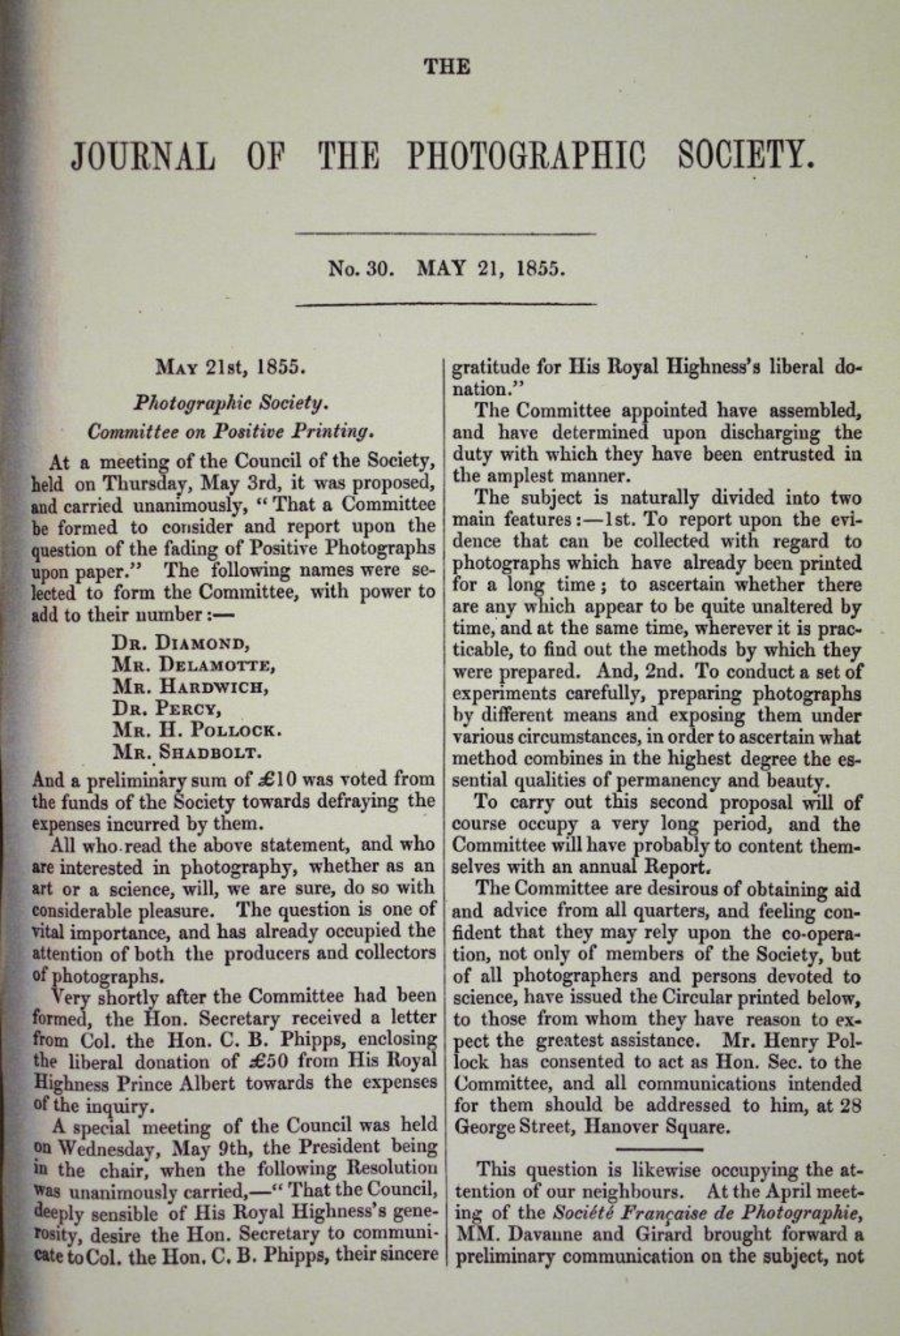 THE
JOURNAL OF THE PHOTOGRAPHIC SOCIETY.
No. 30. MAY 21, 1855.
MAY 21st, 1855.
Photographic Society.
Committee on Positive Printing.
At a meeting of the Council of the Society,
held on Thursday, May 3rd, it was proposed,
and carried unanimously, “That a Committee
be formed to consider and report upon the
question of the fading of Positive Photographs
upon paper.” The following names were se-
lected to form the Committee, with power to
add to their number:—
DR. DIAMOND,
MR. DELAMOTTE,
MR. HARDWICH,
DR. PERCY,
MR. H. POLLOCK.
MR. SHADBOLT.
And a preliminary sum of £10 was voted from
the funds of the Society towards defraying the
expenses incurred by them.
All who read the above statement, and who
are interested in photography, whether as an
art or a science, will, we are sure, do so with
considerable pleasure. The question is one of
vital importance, and has already occupied the
attention of both the producers and collectors
of photographs.
Very shortly after the Committee had been
formed, the Hon. Secretary received a letter
from Col. the Hon. C. B. Phipps, enclosing
the liberal donation of £50 from His Royal
Highness Prince Albert towards the expenses
of the inquiry.
A special meeting of the Council was held
on Wednesday, May 9th, the President being
in the chair, when the following Resolution
was unanimously carried,—“That the Council,
deeply sensible of His Royal Highness's gene-
rosity, desire the Hon. Secretary to communi-
cate to Col. the Hon. C. B. Phipps, their sincere
gratitude for His Royal Highness's liberal do-
nation.”
The Committee appointed have assembled,
and have determined upon discharging the
duty with which they have been entrusted in
the amplest manner.
The subject is naturally divided into two
main features:—1st. To report upon the evi-
dence that can be collected with regard to
photographs which have already been printed
for a long time; to ascertain whether there
are any which appear to be quite unaltered by
time, and at the same time, wherever it is prac-
ticable, to find out the methods by which they
were prepared. And, 2nd. To conduct a set of
experiments carefully, preparing photographs
by different means and exposing them under
various circumstances, in order to ascertain what
method combines in the highest degree the es-
sential qualities of permanency and beauty.
To carry out this second proposal will of
course occupy a very long period, and the
Committee will have probably to content them-
selves with an annual Report.
The Committee are desirous of obtaining aid
and advice from all quarters, and feeling con-
fident that they may rely upon the co-opera-
tion, not only of members of the Society, but
of all photographers and persons devoted to
science, have issued the Circular printed below,
to those from whom they have reason to ex-
pect the greatest assistance. Mr. Henry Pol-
lock has consented to act as Hon. Sec. to the
Committee, and all communications intended
for them should be addressed to him, at 28
George Street, Hanover Square.
This question is likewise occupying the at-
tention of our neighbours. At the April meet-
ing of the Société Française de Photographie,
MM. Davanne and Girard brought forward a
preliminary communication on the subject, not